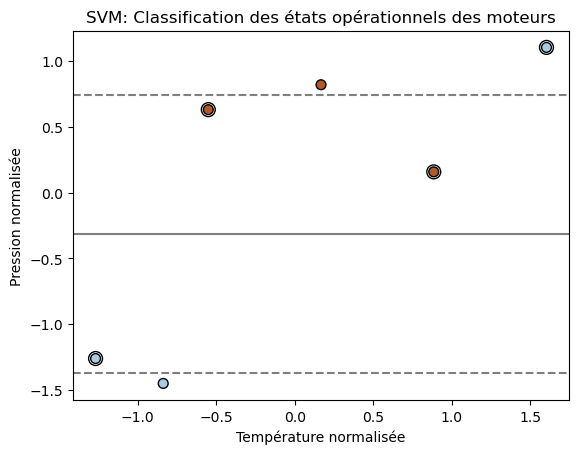 SVM: Classification des états opérationnels des moteurs
1.0
0.5
0.0
−0.5
−1.0
−1.5
Pression normalisée
−1.0 −0.5 0.0 0.5 1.0 1.5
Température normalisée